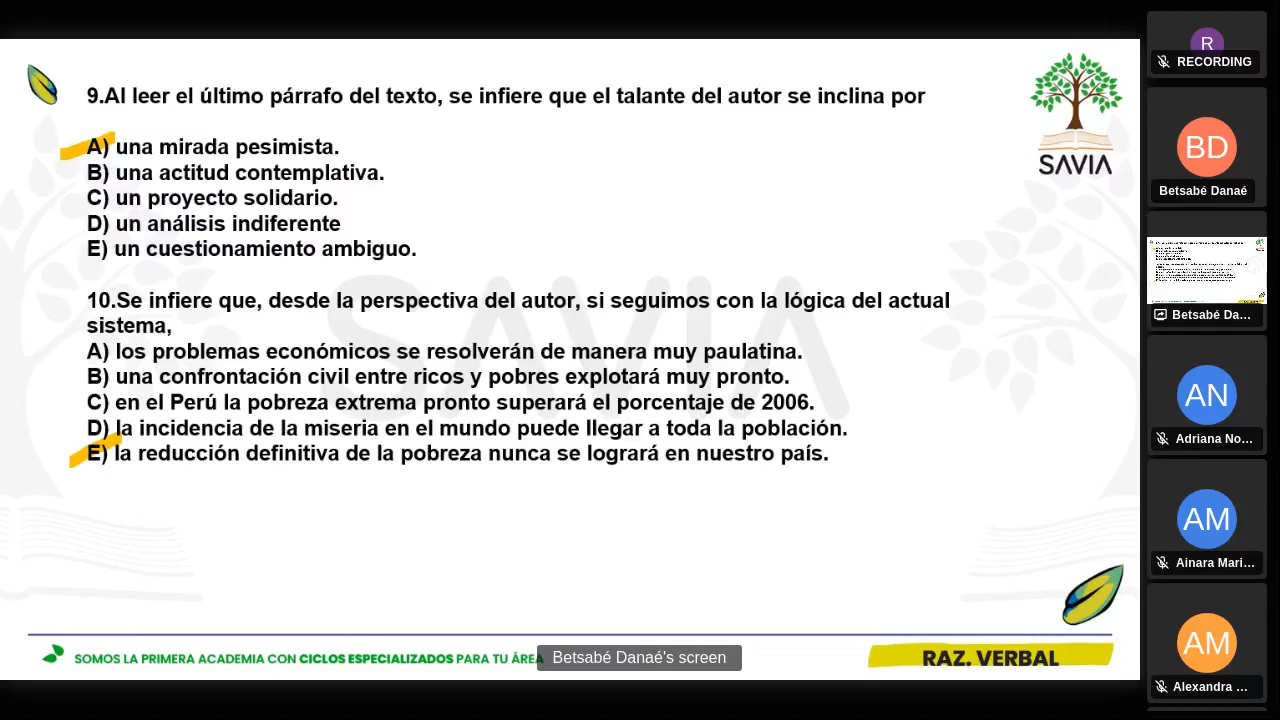 9.Al leer el último párrafo del texto, se infiere que el talante del autor se inclina por
A) una mirada pesimista.
B) una actitud contemplativa.
C) un proyecto solidario.
D) un análisis indiferente
E) un cuestionamiento ambiguo.
10.Se infiere que, desde la perspectiva del autor, si seguimos con la lógica del actual
sistema,
A) los problemas económicos se resolverán de manera muy paulatina.
B) una confrontación civil entre ricos y pobres explotará muy pronto.
C) en el Perú la pobreza extrema pronto superará el porcentaje de 2006.
D) la incidencia de la miseria en el mundo puede llegar a toda la población.
E) la reducción definitiva de la pobreza nunca se logrará en nuestro país.
SAVIA
SAVIA
SOMOS LA PRIMERA ACADEMIA CON CICLOS ESPECIALIZADOS PARA TU ÁREA
Betsabé Danaé's screen
RAZ. VERBAL
R
RECORDING
BD
Betsabé Danaé
Betsabé Da...
AN
Adriana No...
AM
Ainara Mari...
AM
Alexandra ...